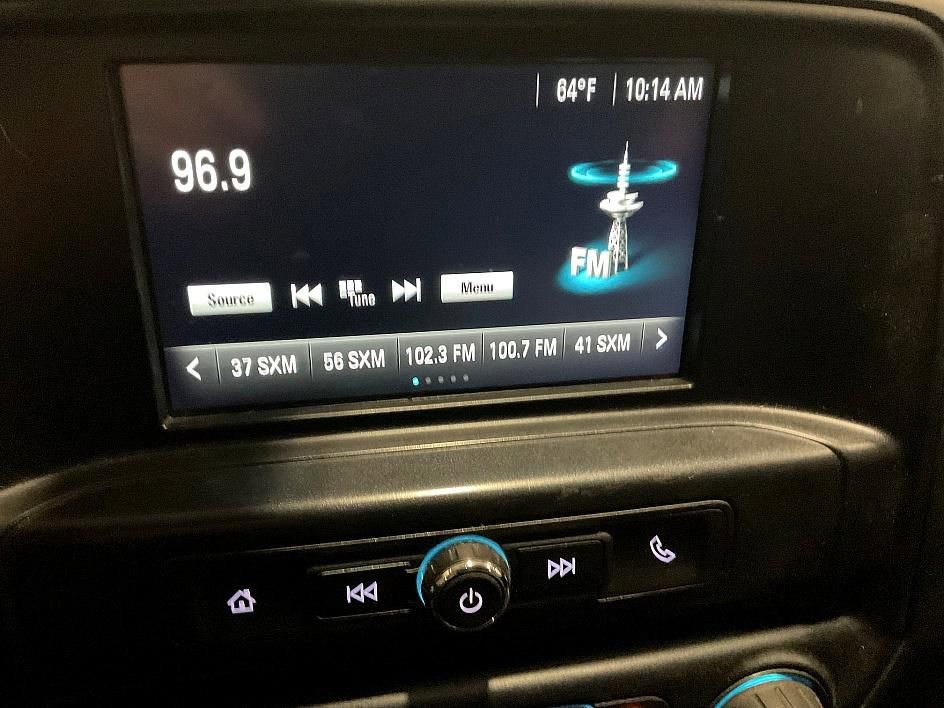 64°F 10:14 AM
96.9
FM
Source Tune Menu
< 37 SXM 56 SXM 102.3 FM 100.7 FM 41 SXM >